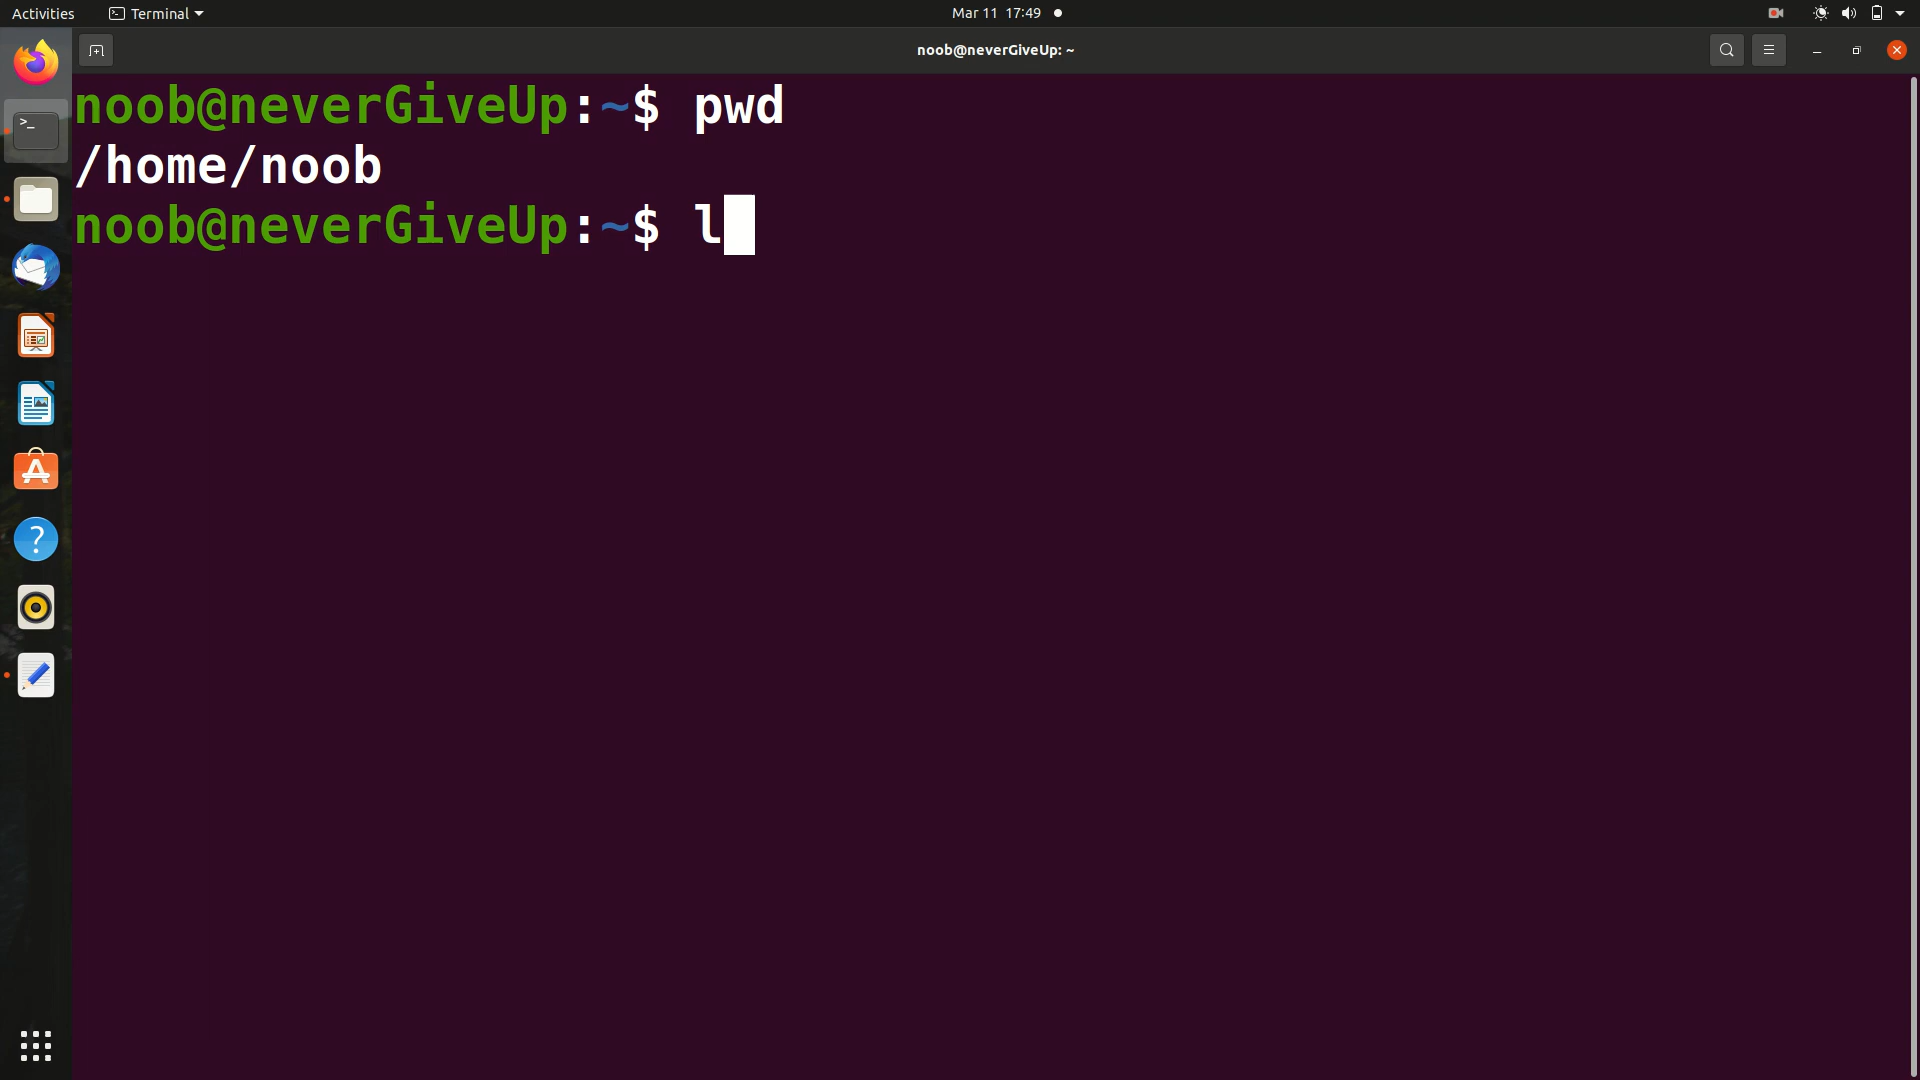 Activities Terminal Mar 11 17:49
noob@neverGiveUp: ~
noob@neverGiveUp:~$ pwd
/home/noob
noob@neverGiveUp:~$ l